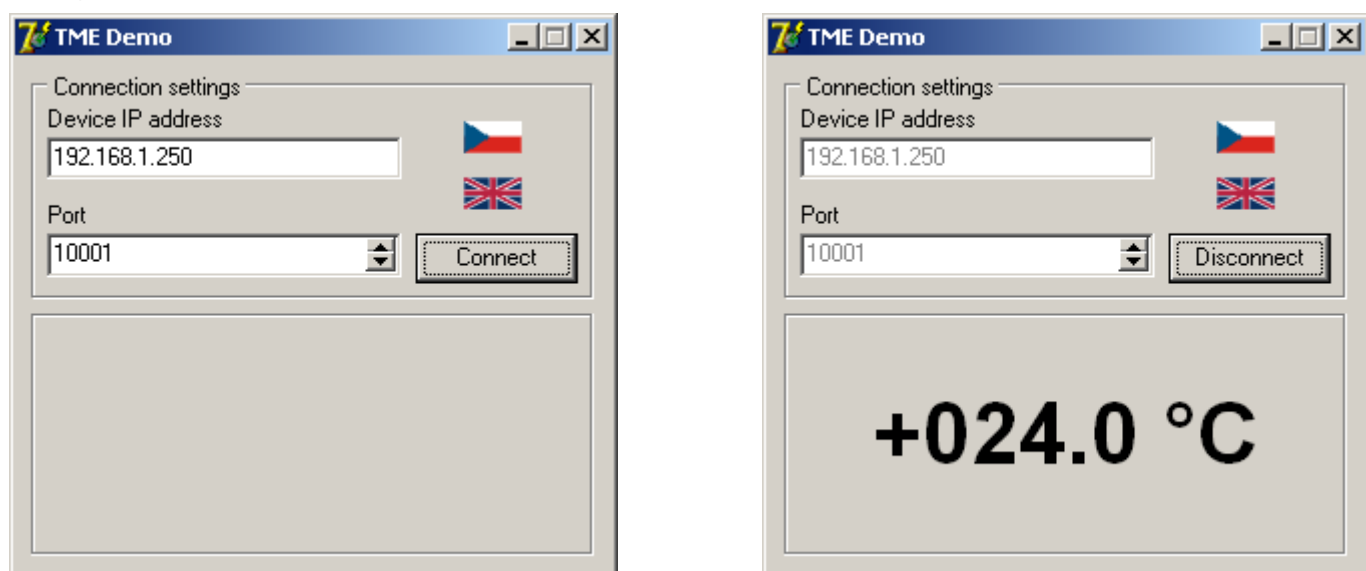 TME Demo
Connection settings
Device IP address
192.168.1.250
Port
10001
Connect
TME Demo
Connection settings
Device IP address
192.168.1.250
Port
10001
Disconnect
+024.0 °C